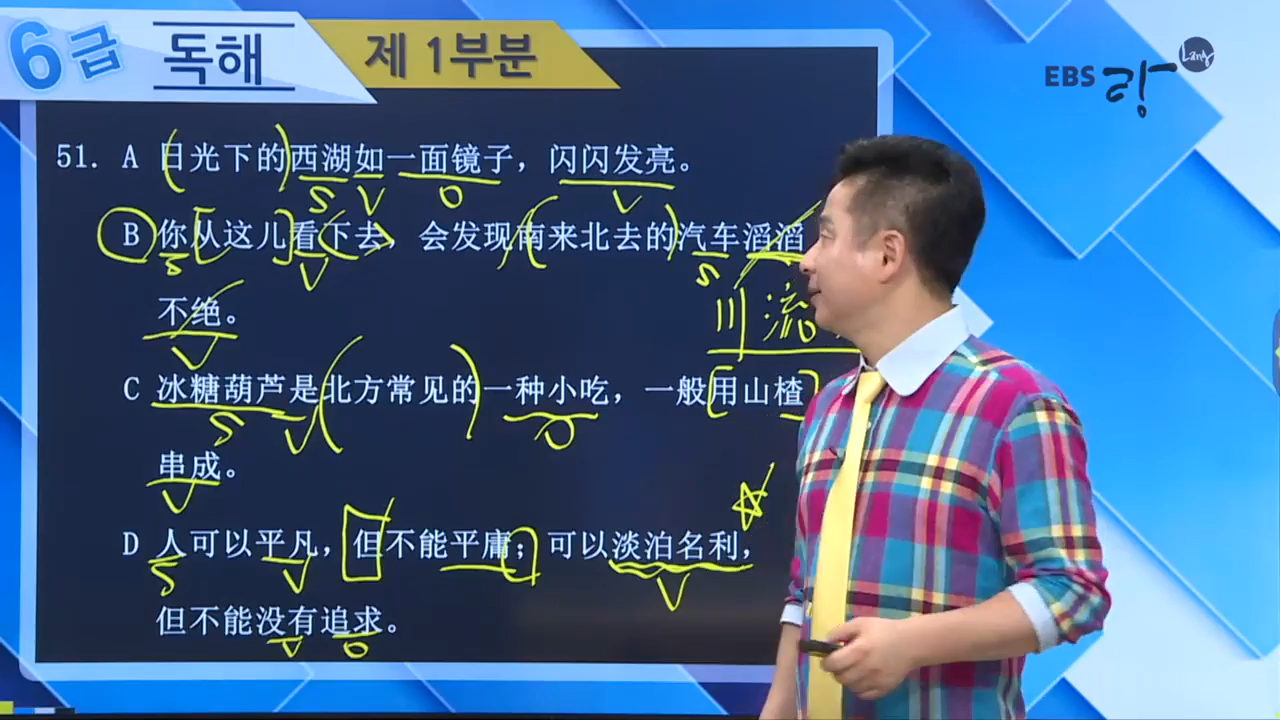 6급 독해 제 1부분
EBS 랑 Lang
51. A 日光下的西湖如一面镜子，闪闪发亮。
S V O V
B 你从这儿看下去，会发现南来北去的汽车滔滔
S V S
不绝。 川流
V
C 冰糖葫芦是北方常见的一种小吃，一般用山楂
S V O
串成。
V
D 人可以平凡，但不能平庸；可以淡泊名利，
S V V
但不能没有追求。
V O